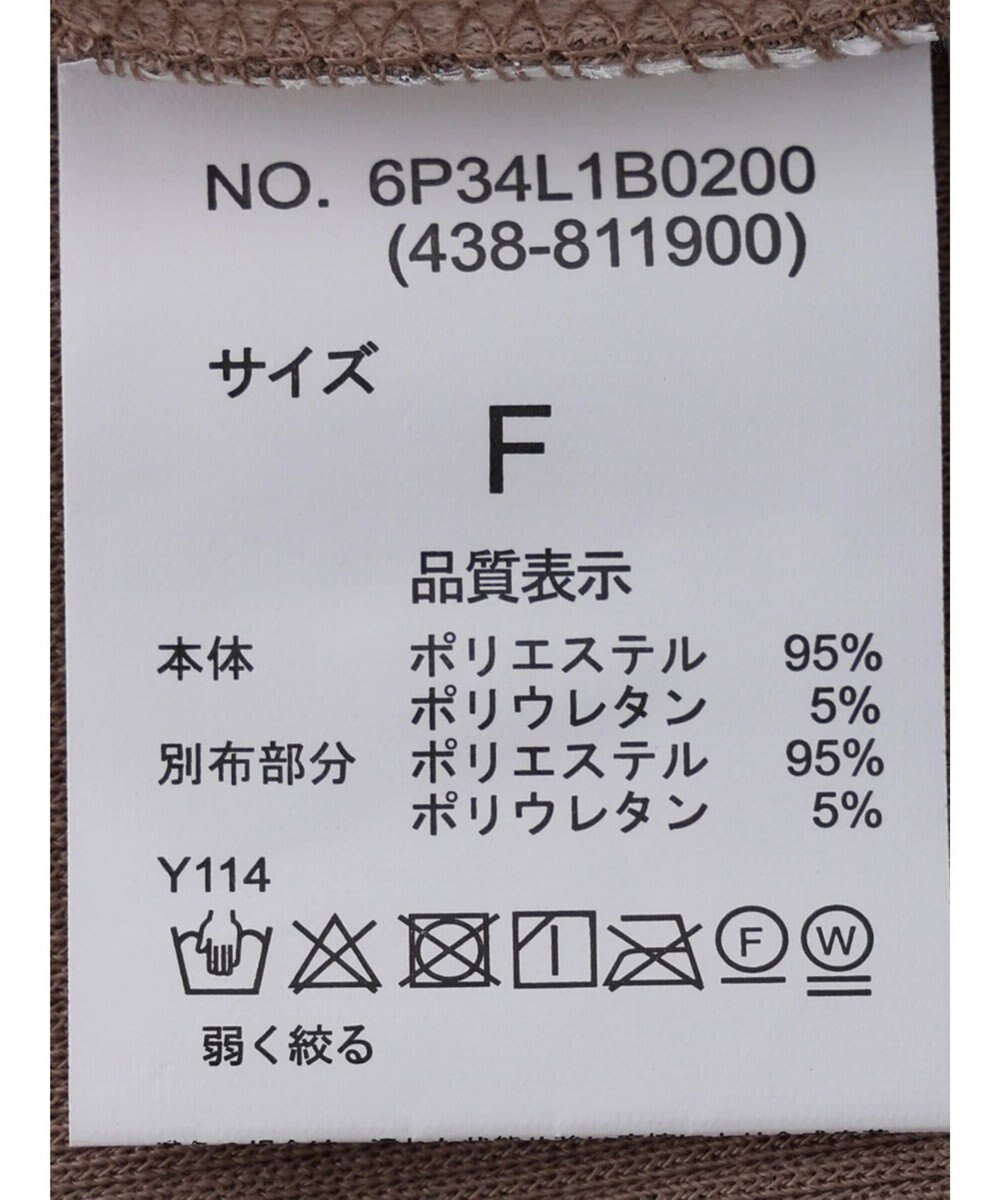 NO. 6P34L1B0200
(438-811900)
サイズ
F
品質表示
本体 ポリエステル 95%
ポリウレタン 5%
別布部分 ポリエステル 95%
ポリウレタン 5%
Y114
F W
弱く絞る